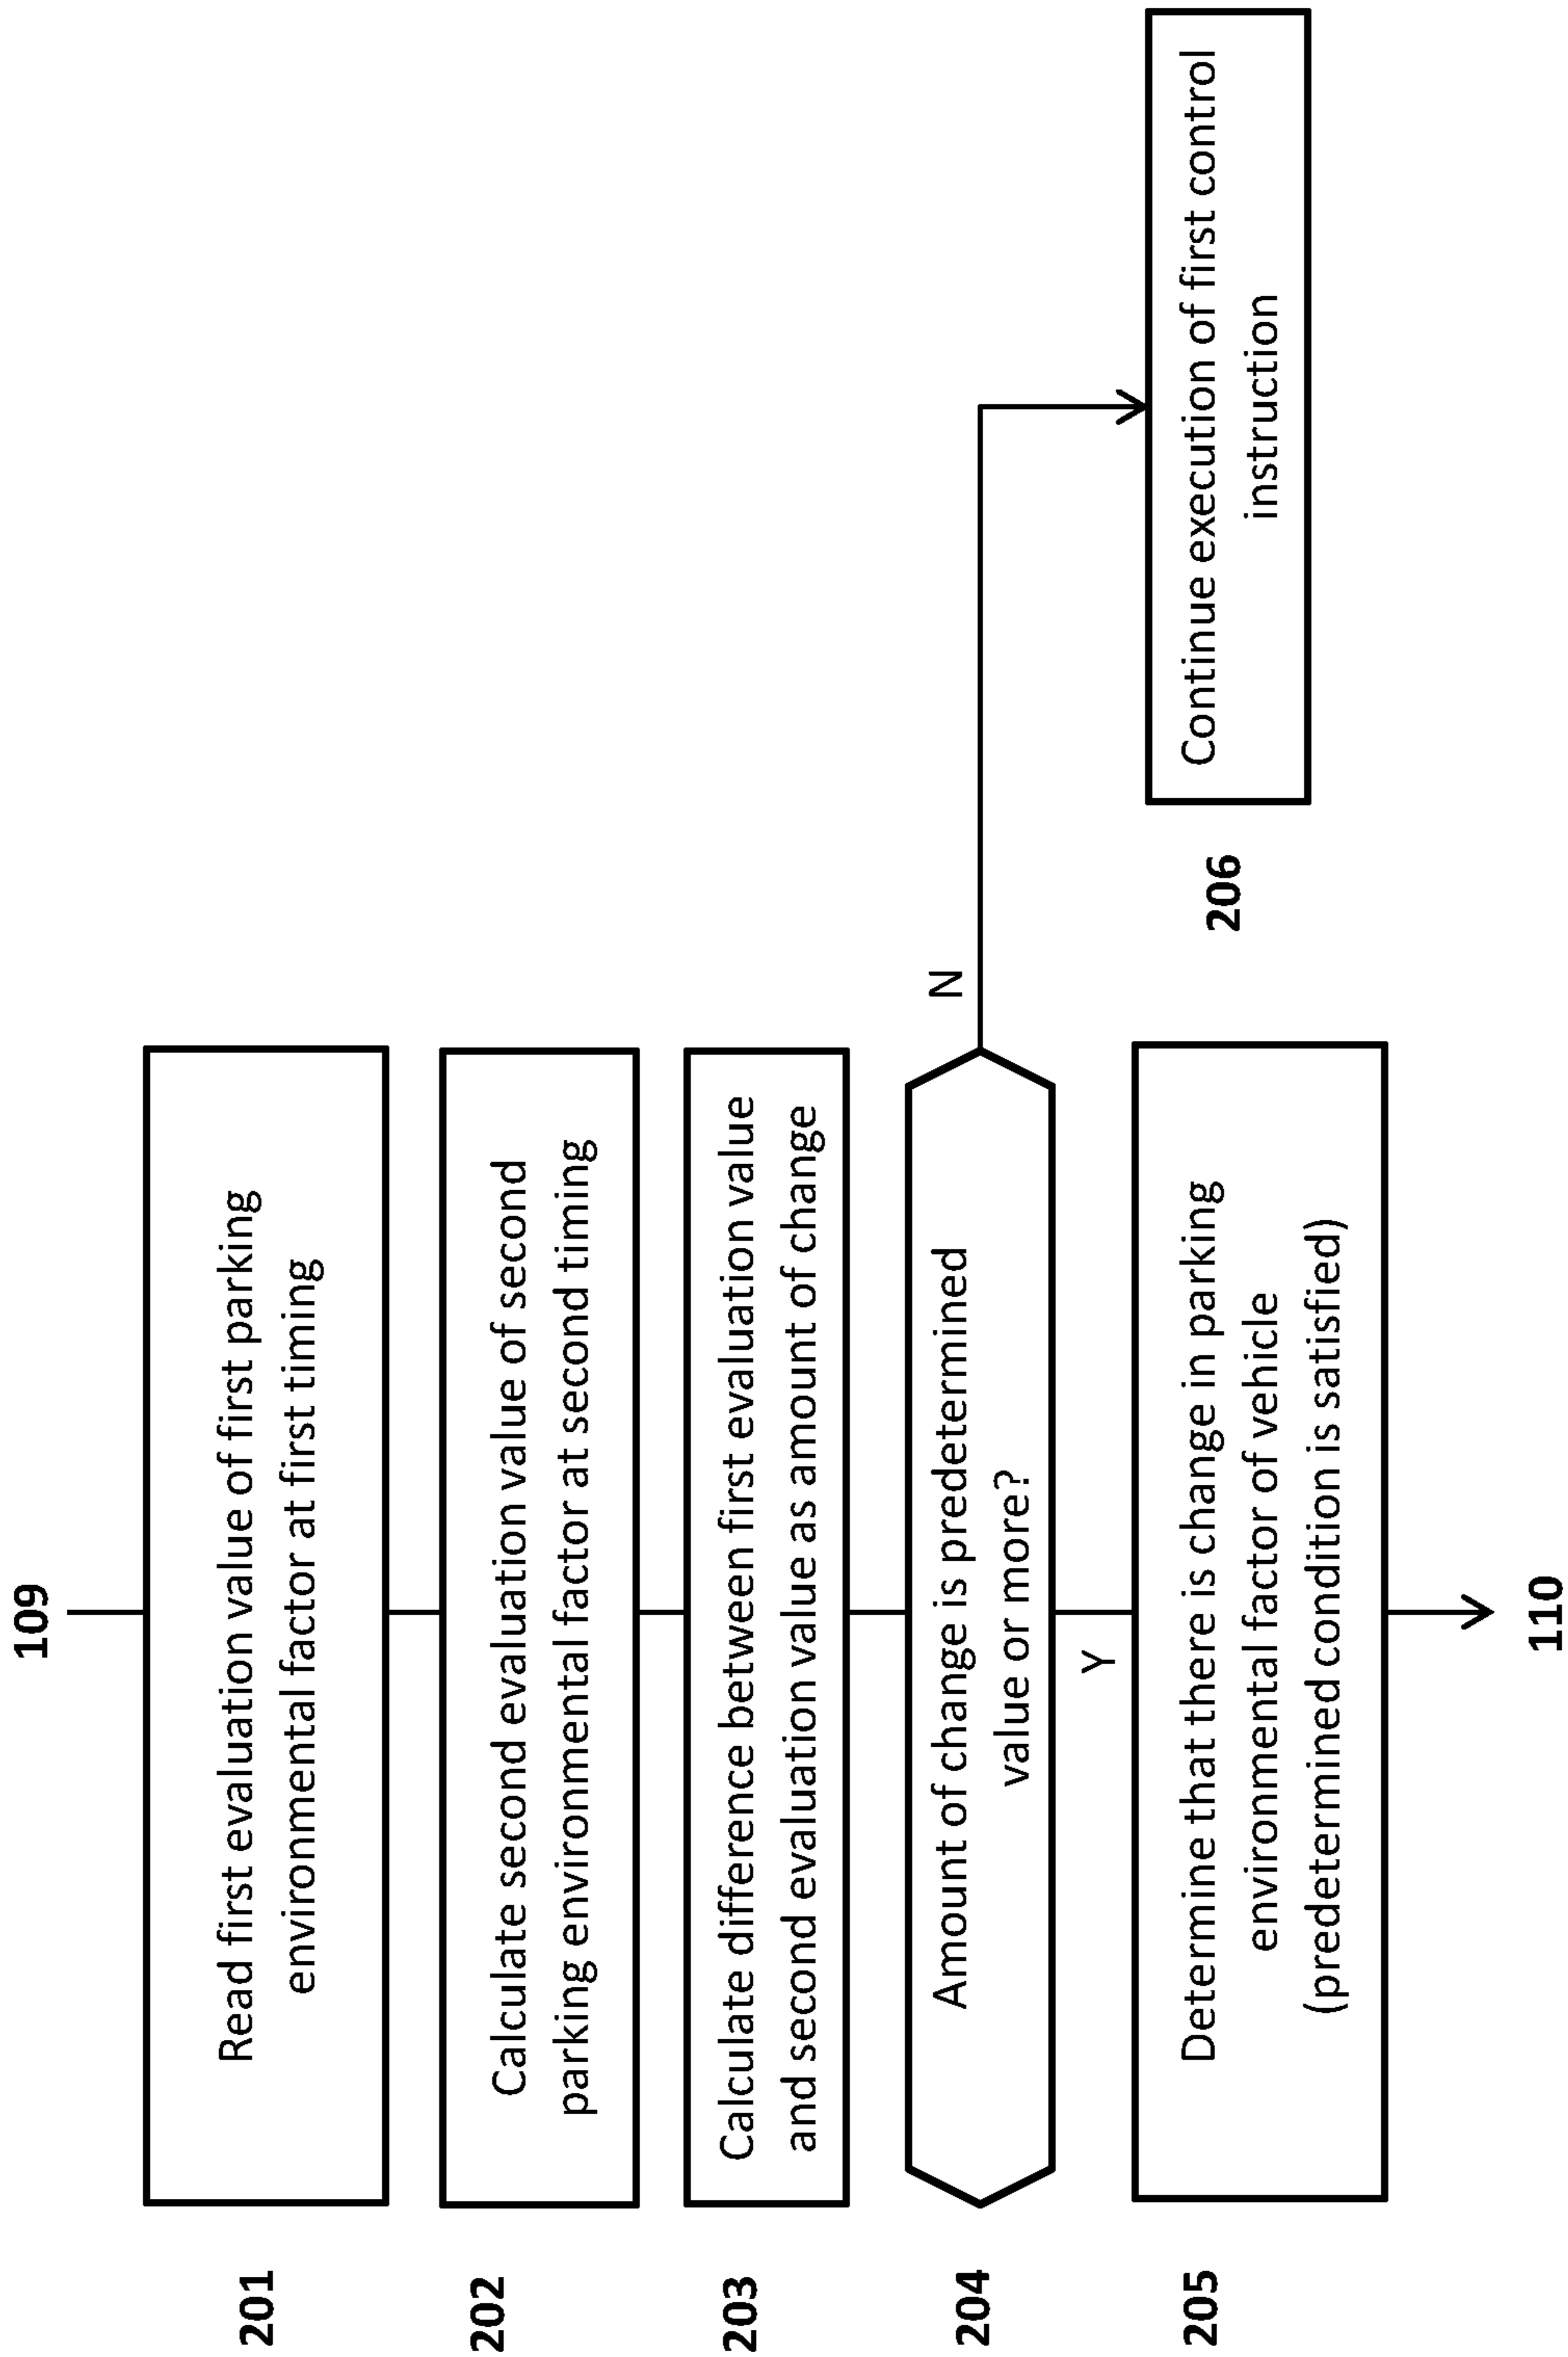 109
201
Read first evaluation value of first parking
environmental factor at first timing
202
Calculate second evaluation value of second
parking environmental factor at second timing
203
Calculate difference between first evaluation value
and second evaluation value as amount of change
204
Amount of change is predetermined
value or more?
N
Y
205
Determine that there is change in parking
environmental factor of vehicle
(predetermined condition is satisfied)
206
Continue execution of first control
instruction
110